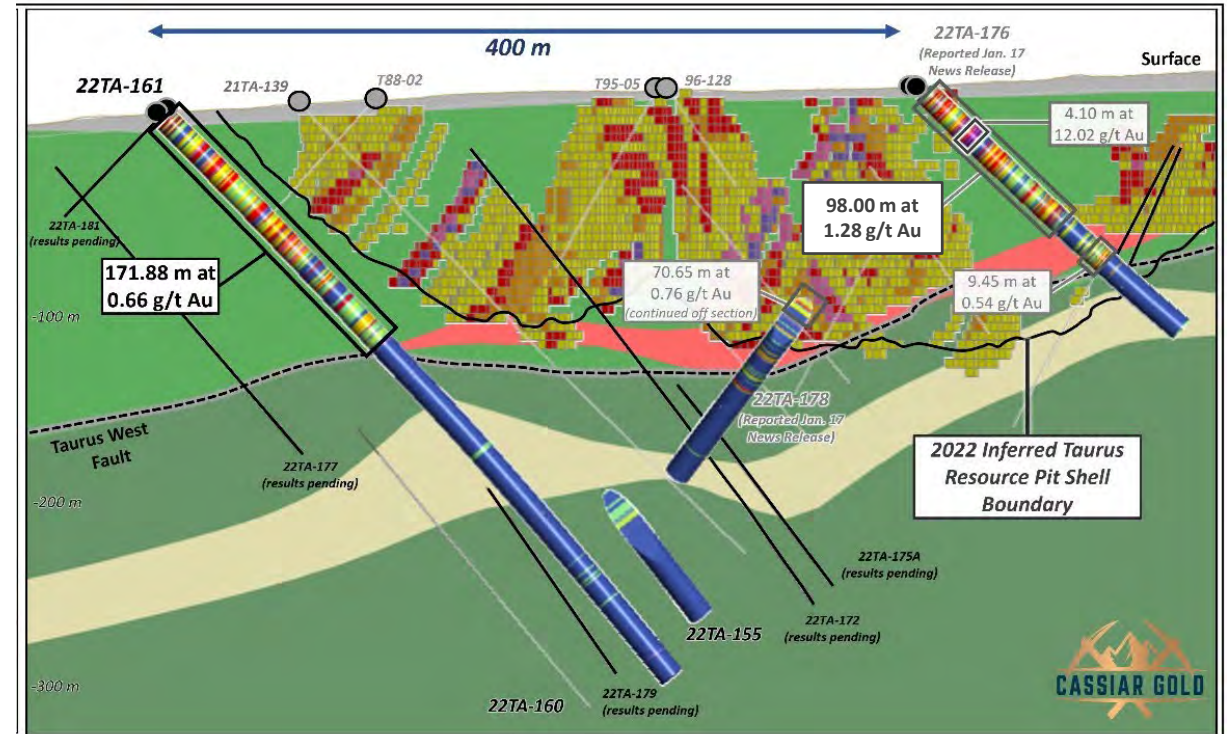 400 m
22TA-176
(Reported Jan. 17
News Release)
Surface
22TA-161
21TA-139
T88-02
T95-05
96-128
4.10 m at
12.02 g/t Au
98.00 m at
1.28 g/t Au
22TA-181
(results pending)
171.88 m at
0.66 g/t Au
70.65 m at
0.76 g/t Au
(continued off section)
9.45 m at
0.54 g/t Au
-100 m
Taurus West
Fault
22TA-178
(Reported Jan. 17
News Release)
2022 Inferred Taurus
Resource Pit Shell
Boundary
22TA-177
(results pending)
-200 m
22TA-175A
(results pending)
22TA-172
(results pending)
22TA-155
22TA-179
(results pending)
22TA-160
-300 m
CASSIAR GOLD